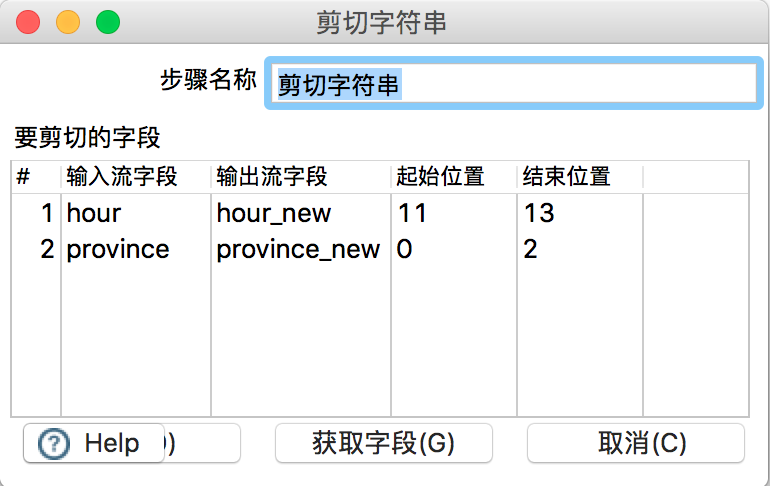 剪切字符串
步骤名称 剪切字符串
要剪切的字段
# 输入流字段 输出流字段 起始位置 结束位置
1 hour hour_new 11 13
2 province province_new 0 2
Help ) 获取字段(G) 取消(C)